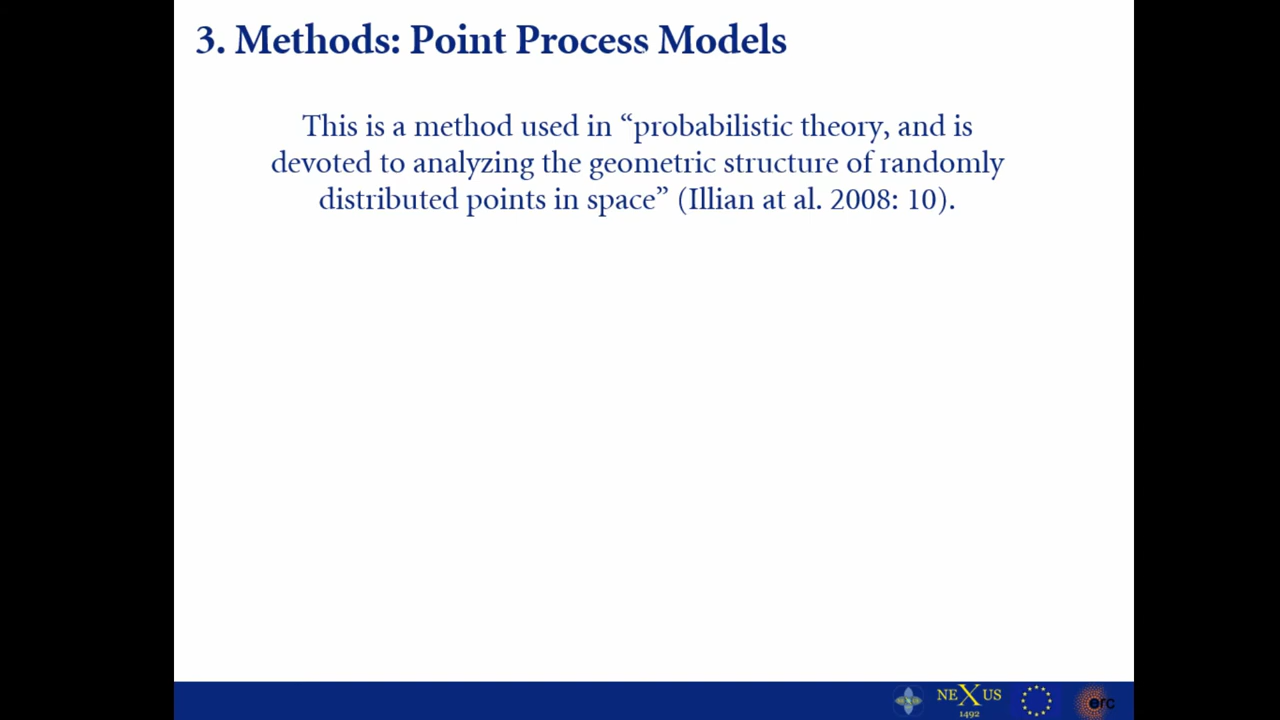 3. Methods: Point Process Models
This is a method used in “probabilistic theory, and is
devoted to analyzing the geometric structure of randomly
distributed points in space” (Illian at al. 2008: 10).
NEXUS
1492
erc